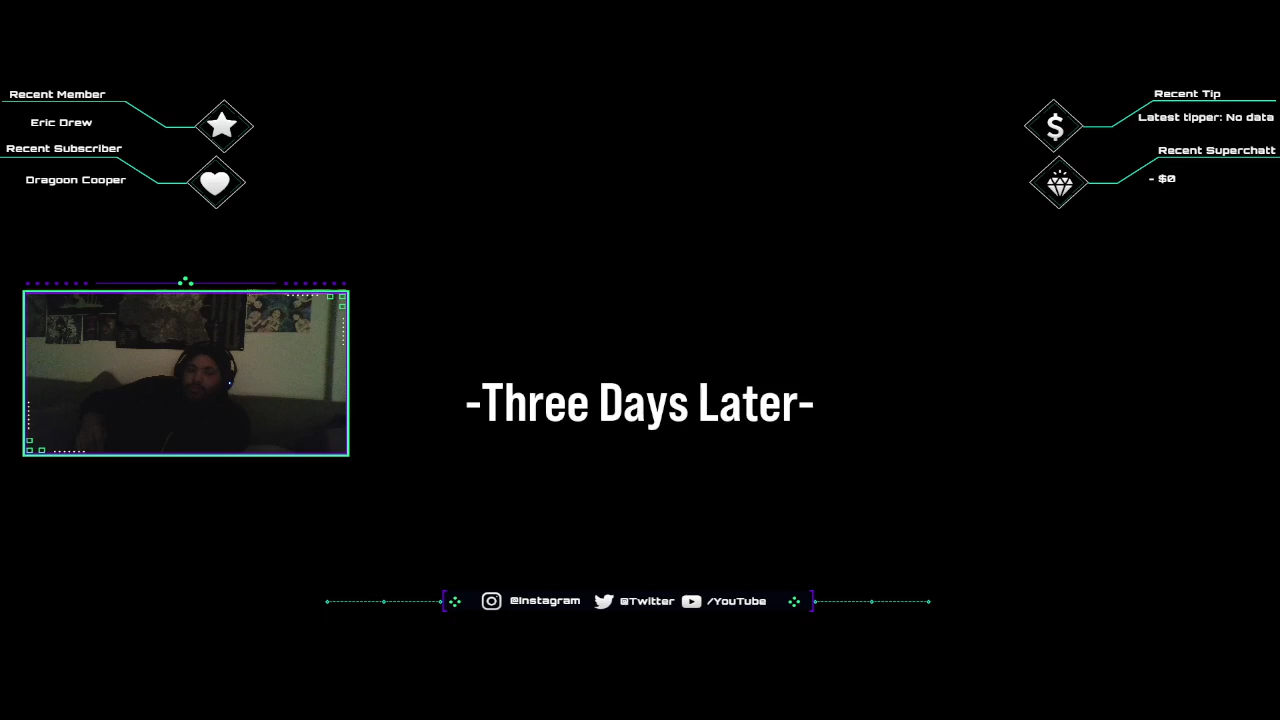 Recent Member
Eric Drew
Recent Subscriber
Dragoon Cooper
Recent Tip
Latest tipper: No data
Recent Superchatt
- $0
-Three Days Later-
@Instagram @Twitter /YouTube